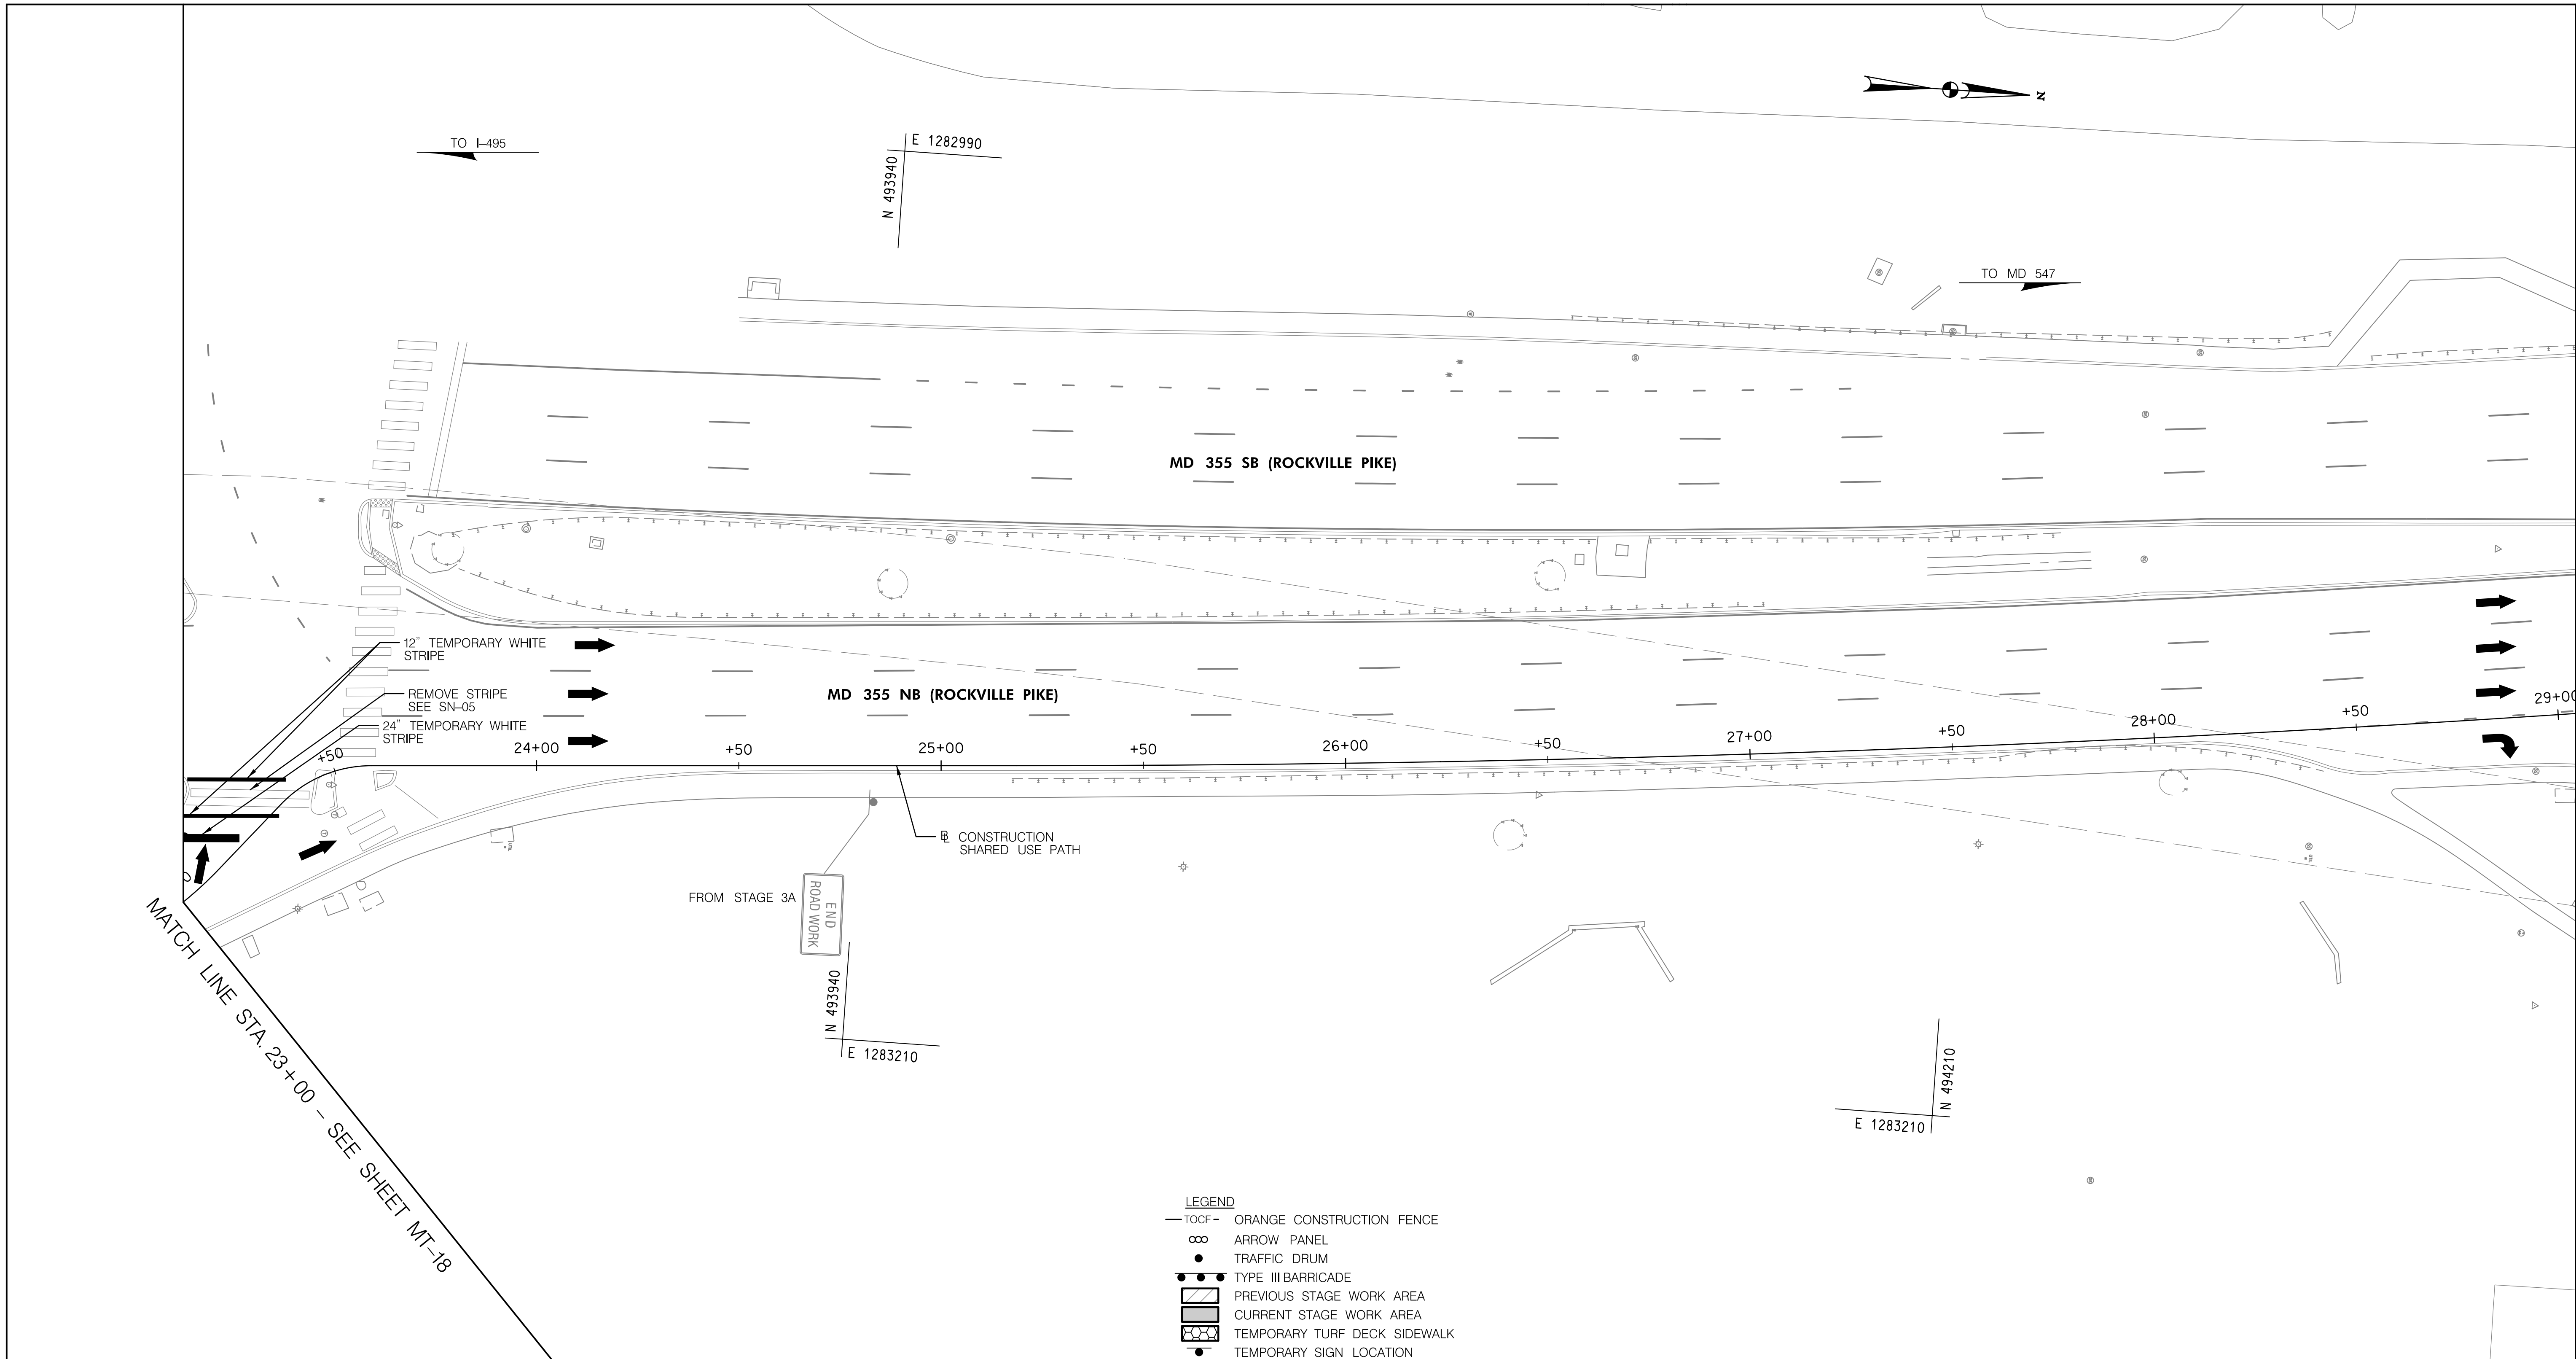 N
TO I-495
E 1282990
N 493940
TO MD 547
MD 355 SB (ROCKVILLE PIKE)
12" TEMPORARY WHITE
STRIPE
REMOVE STRIPE
SEE SN-05
24" TEMPORARY WHITE
STRIPE
MD 355 NB (ROCKVILLE PIKE)
+50
24+00
+50
25+00
+50
26+00
+50
27+00
+50
28+00
+50
29+00
BL CONSTRUCTION
SHARED USE PATH
FROM STAGE 3A
END
ROAD WORK
N 493940
E 1283210
N 494210
E 1283210
MATCH LINE STA. 23+00 - SEE SHEET MT-18
LEGEND
TOCF ORANGE CONSTRUCTION FENCE
ARROW PANEL
TRAFFIC DRUM
TYPE III BARRICADE
PREVIOUS STAGE WORK AREA
CURRENT STAGE WORK AREA
TEMPORARY TURF DECK SIDEWALK
TEMPORARY SIGN LOCATION